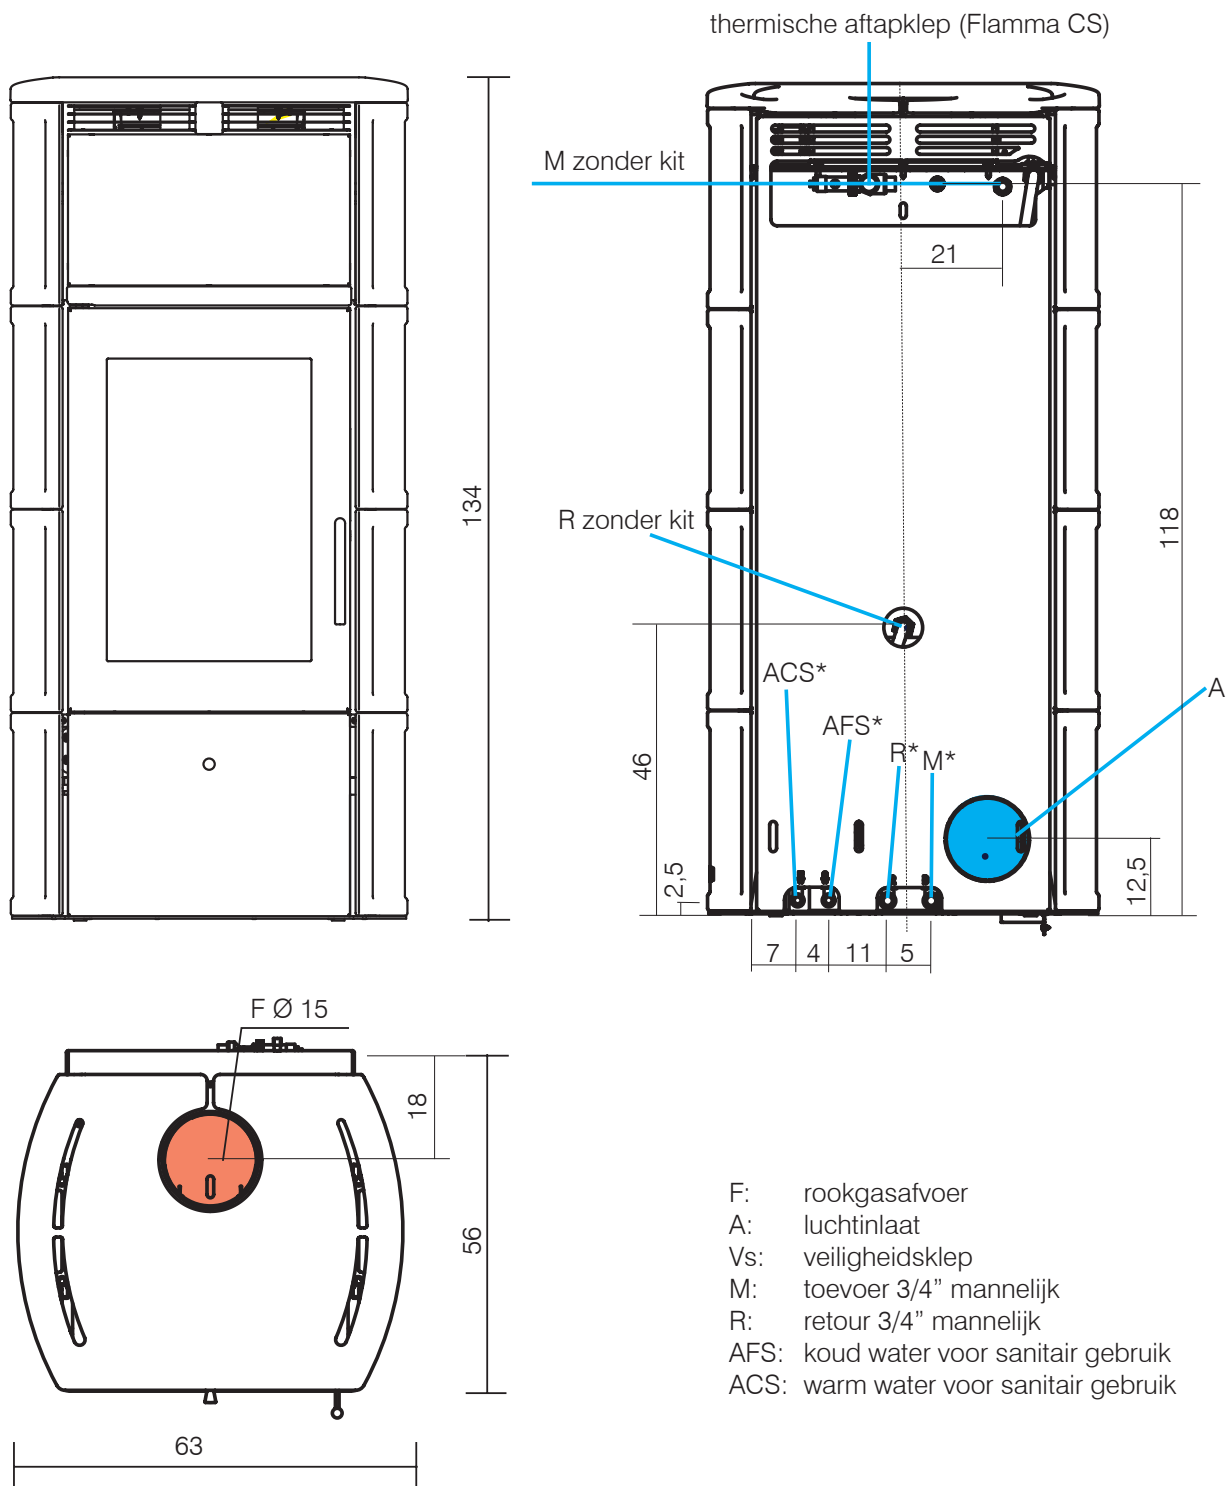 thermische aftapklep (Flamma CS)
M zonder kit
21
134
118
R zonder kit
ACS*
AFS*
R*
M*
A
46
2,5
12,5
7
4
11
5
F Ø 15
18
56
63
F: rookgasafvoer
A: luchtinlaat
Vs: veiligheidsklep
M: toevoer 3/4” mannelijk
R: retour 3/4” mannelijk
AFS: koud water voor sanitair gebruik
ACS: warm water voor sanitair gebruik